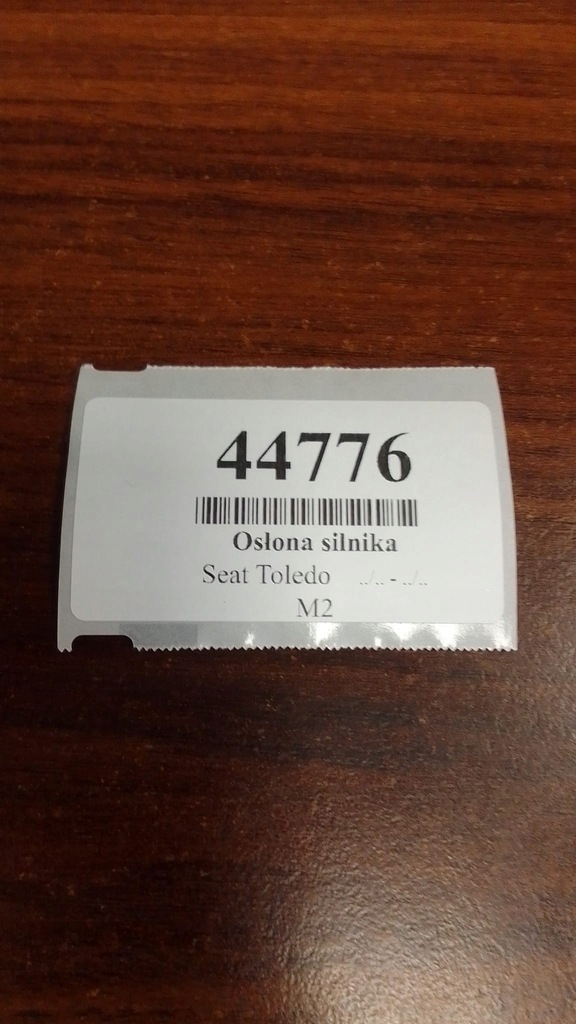 44776
Osłona silnika
Seat Toledo ../.. - ../..
M2